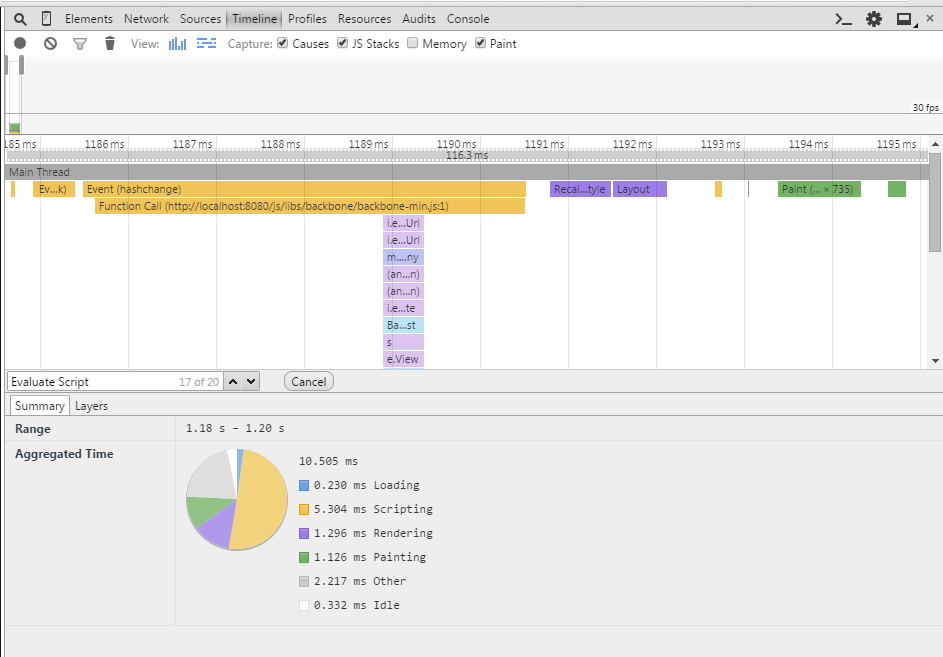 Elements Network Sources Timeline Profiles Resources Audits Console
View: Capture: Causes JS Stacks Memory Paint
30 fps
185 ms 1186 ms 1187 ms 1188 ms 1189 ms 1190 ms 1191 ms 1192 ms 1193 ms 1194 ms 1195 ms
116.3 ms
Main Thread
Ev...k) Event (hashchange) Recal...tyle Layout Paint (... × 735)
Function Call (http://localhost:8080/js/libs/backbone/backbone-min.js:1)
i.e...Url
i.e...Url
m....ny
(an...n)
(an...n)
i.e...te
Ba...st
s
e.View
Evaluate Script 17 of 20 Cancel
Summary Layers
Range 1.18 s – 1.20 s
Aggregated Time
10.505 ms
0.230 ms Loading
5.304 ms Scripting
1.296 ms Rendering
1.126 ms Painting
2.217 ms Other
0.332 ms Idle